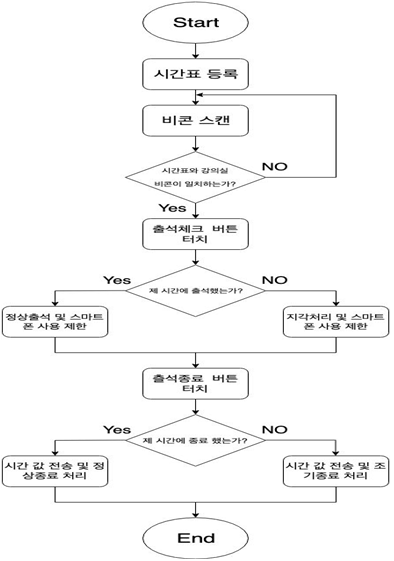 Start
시간표 등록
비콘 스캔
시간표와 강의실
비콘이 일치하는가?
NO
Yes
출석체크 버튼
터치
Yes
제 시간에 출석했는가?
NO
정상출석 및 스마트
폰 사용 제한
지각처리 및 스마트
폰 사용 제한
출석종료 버튼
터치
Yes
제 시간에 종료 했는가?
NO
시간 값 전송 및 정
상종료 처리
시간 값 전송 및 조
기종료 처리
End